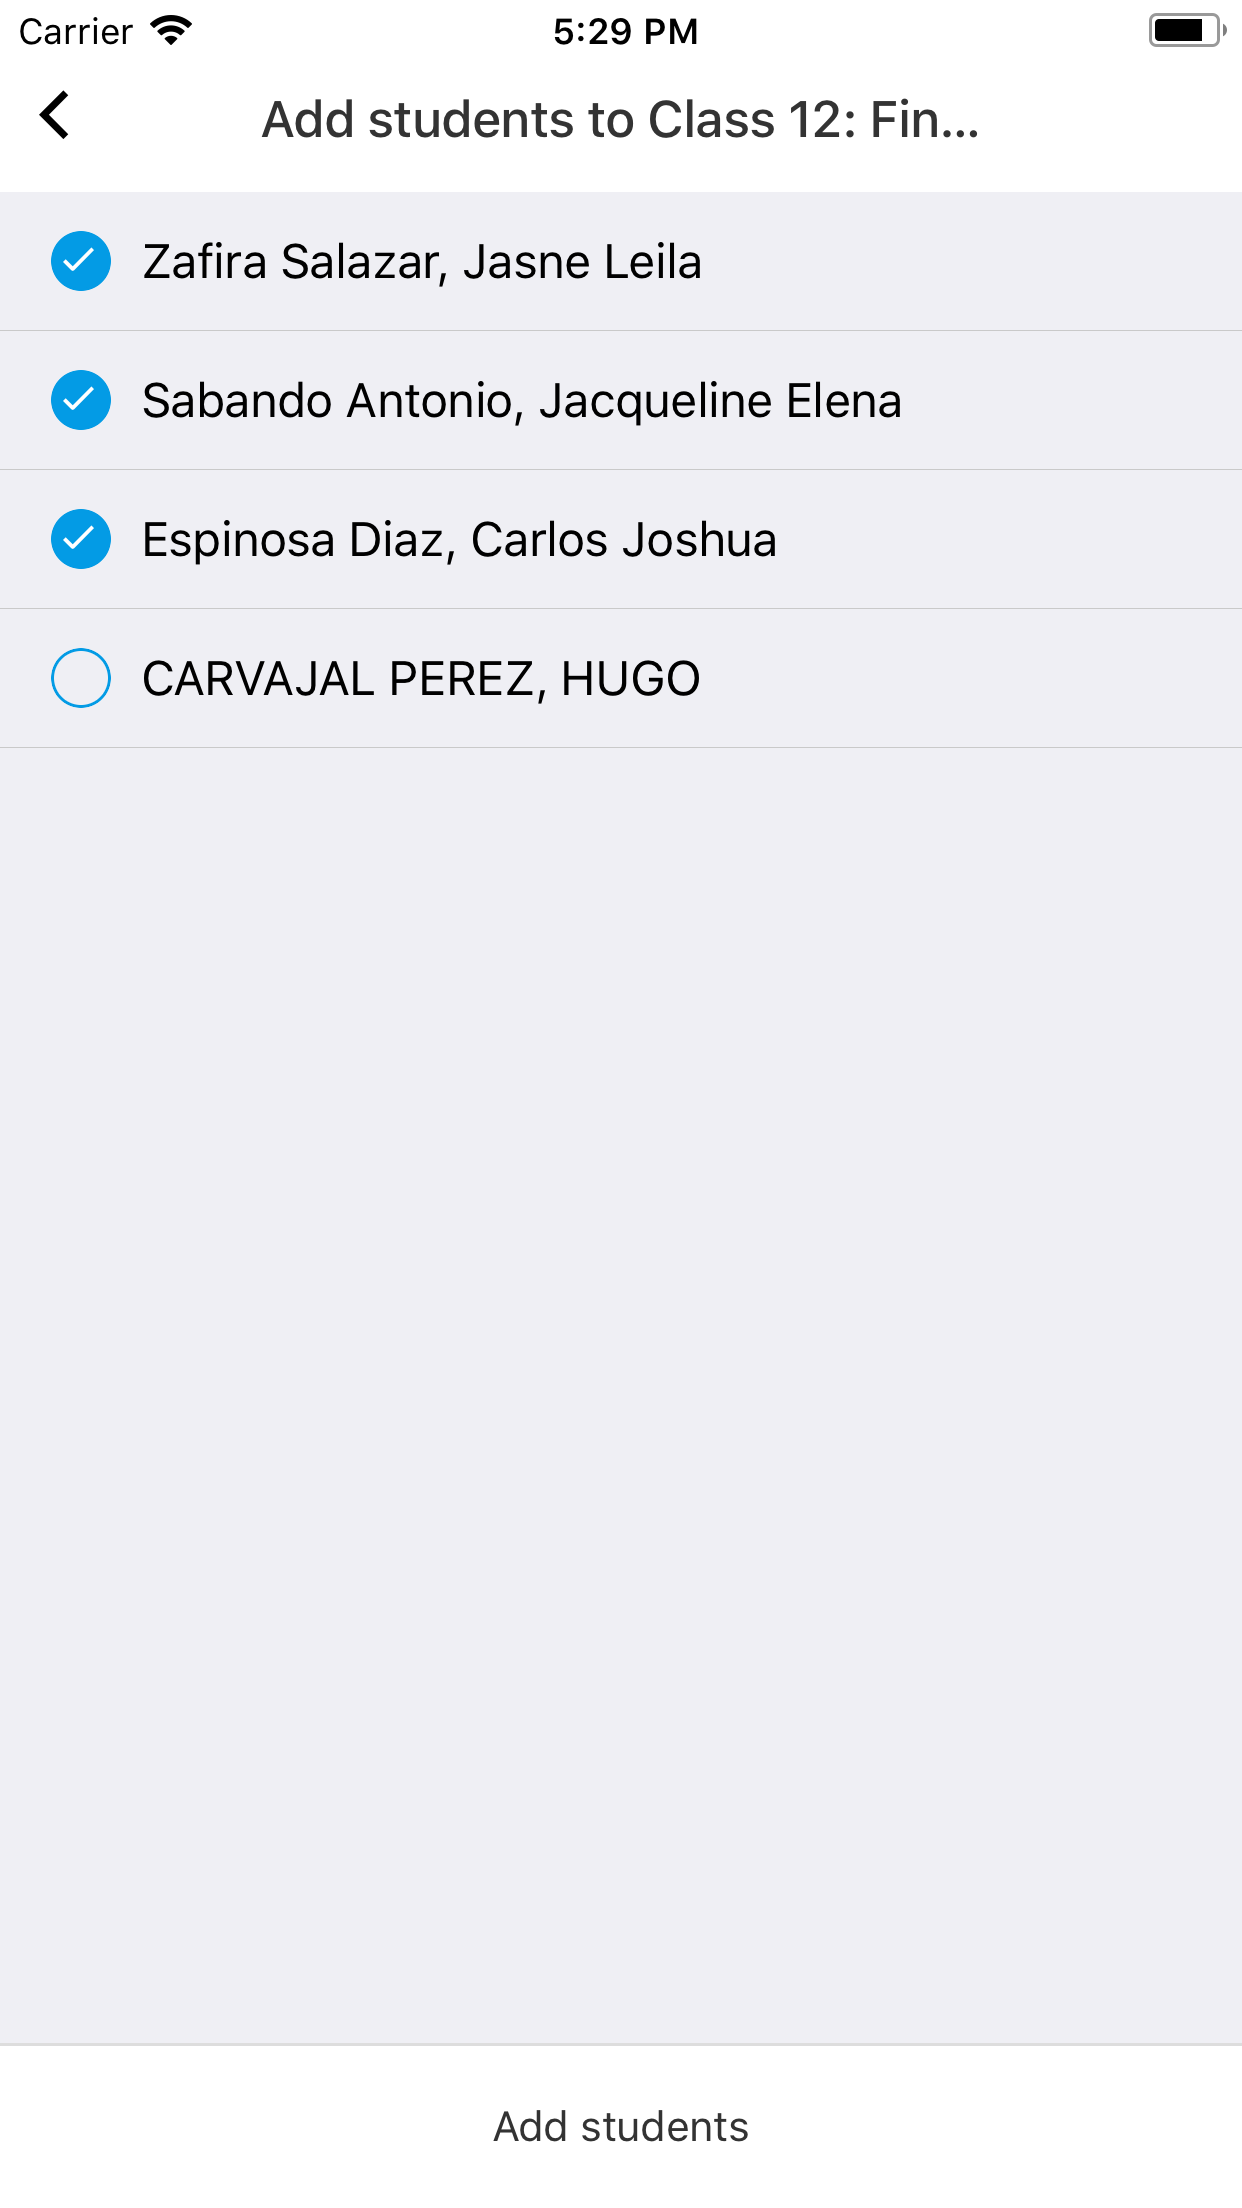 Carrier 5:29 PM
Add students to Class 12: Fin...
Zafira Salazar, Jasne Leila
Sabando Antonio, Jacqueline Elena
Espinosa Diaz, Carlos Joshua
CARVAJAL PEREZ, HUGO
Add students